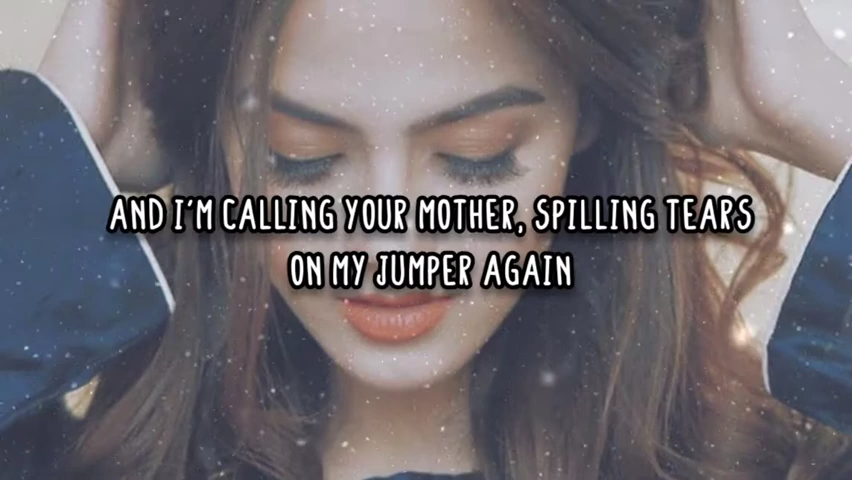 AND I'M CALLING YOUR MOTHER, SPILLING TEARS
ON MY JUMPER AGAIN